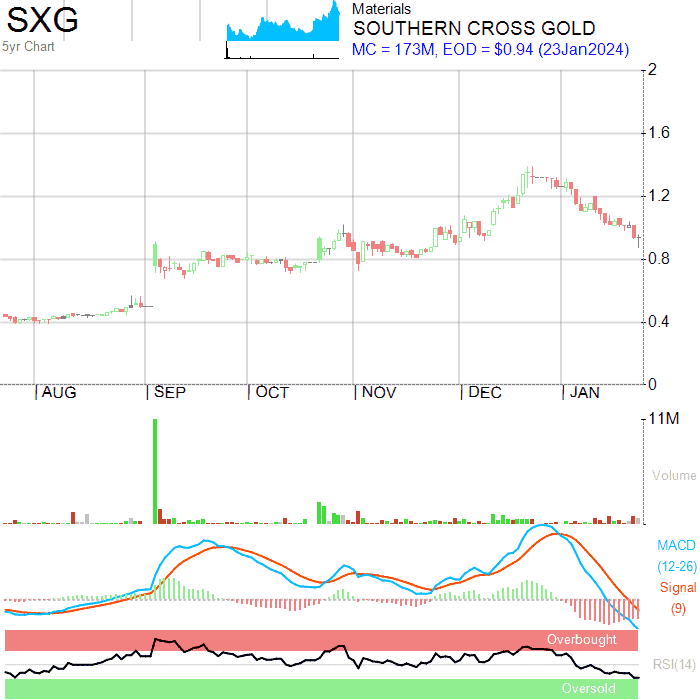 SXG
5yr Chart
Materials
SOUTHERN CROSS GOLD
MC = 173M, EOD = $0.94 (23Jan2024)
2
1.6
1.2
0.8
0.4
0
AUG SEP OCT NOV DEC JAN
11M
Volume
MACD
(12-26)
Signal
(9)
Overbought
RSI(14)
Oversold